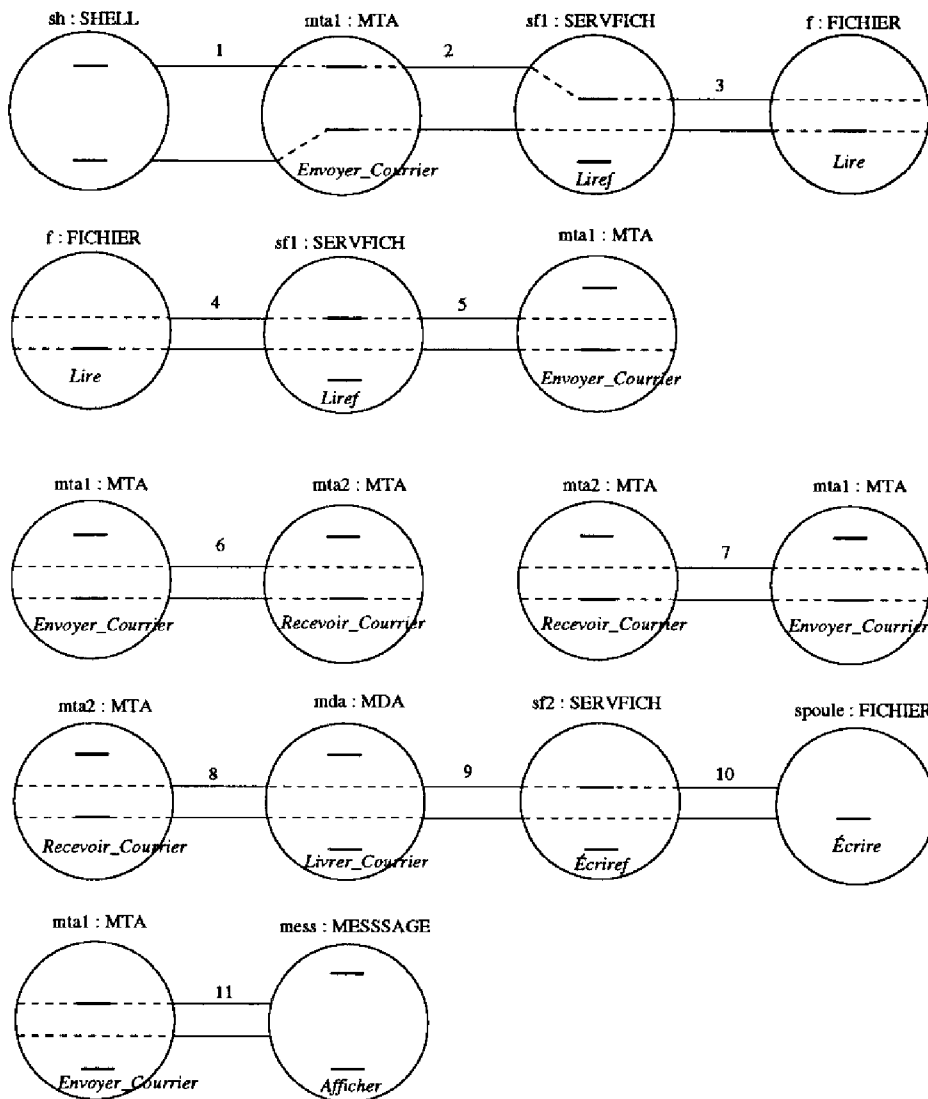 sh : SHELL
mta1 : MTA
sf1 : SERVFICH
f : FICHIER
1
2
3
Envoyer_Courrier
Liref
Lire
f : FICHIER
sf1 : SERVFICH
mta1 : MTA
4
5
Lire
Liref
Envoyer_Courrier
mta1 : MTA
mta2 : MTA
mta2 : MTA
mta1 : MTA
6
7
Envoyer_Courrier
Recevoir_Courrier
Recevoir_Courrier
Envoyer_Courrier
mta2 : MTA
mda : MDA
sf2 : SERVFICH
spoule : FICHIER
8
9
10
Recevoir_Courrier
Livrer_Courrier
Écriref
Écrire
mta1 : MTA
mess : MESSSAGE
11
Envoyer_Courrier
Afficher